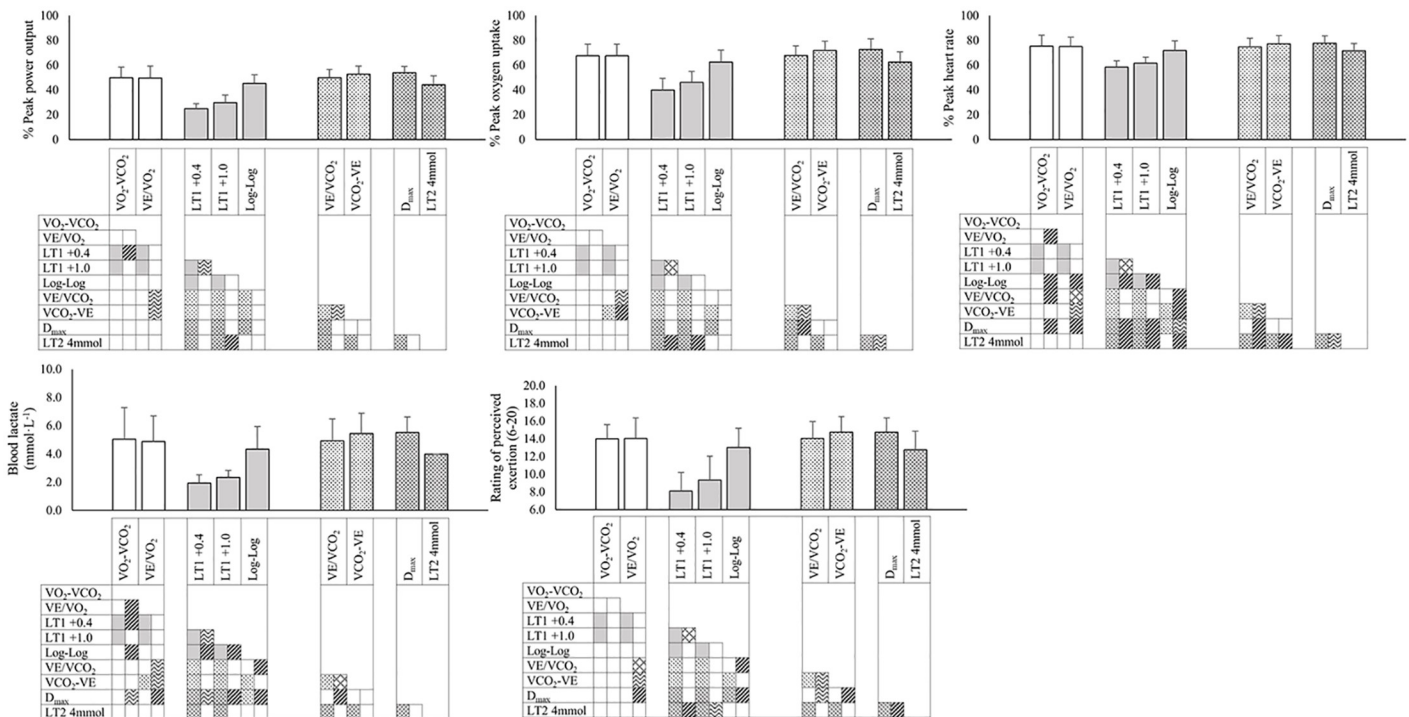 % Peak power output
100
80
60
40
20
0
VO2-VCO2
VE/VO2
LT1 +0.4
LT1 +1.0
Log-Log
VE/VCO2
VCO2-VE
Dmax
LT2 4mmol
VO2-VCO2
VE/VO2
LT1 +0.4
LT1 +1.0
Log-Log
VE/VCO2
VCO2-VE
Dmax
LT2 4mmol
% Peak oxygen uptake
100
80
60
40
20
0
VO2-VCO2
VE/VO2
LT1 +0.4
LT1 +1.0
Log-Log
VE/VCO2
VCO2-VE
Dmax
LT2 4mmol
VO2-VCO2
VE/VO2
LT1 +0.4
LT1 +1.0
Log-Log
VE/VCO2
VCO2-VE
Dmax
LT2 4mmol
% Peak heart rate
100
80
60
40
20
0
VO2-VCO2
VE/VO2
LT1 +0.4
LT1 +1.0
Log-Log
VE/VCO2
VCO2-VE
Dmax
LT2 4mmol
VO2-VCO2
VE/VO2
LT1 +0.4
LT1 +1.0
Log-Log
VE/VCO2
VCO2-VE
Dmax
LT2 4mmol
Blood lactate
(mmol·L-1)
10.0
8.0
6.0
4.0
2.0
0.0
VO2-VCO2
VE/VO2
LT1 +0.4
LT1 +1.0
Log-Log
VE/VCO2
VCO2-VE
Dmax
LT2 4mmol
VO2-VCO2
VE/VO2
LT1 +0.4
LT1 +1.0
Log-Log
VE/VCO2
VCO2-VE
Dmax
LT2 4mmol
Rating of perceived
exertion (6-20)
20.0
18.0
16.0
14.0
12.0
10.0
8.0
6.0
VO2-VCO2
VE/VO2
LT1 +0.4
LT1 +1.0
Log-Log
VE/VCO2
VCO2-VE
Dmax
LT2 4mmol
VO2-VCO2
VE/VO2
LT1 +0.4
LT1 +1.0
Log-Log
VE/VCO2
VCO2-VE
Dmax
LT2 4mmol